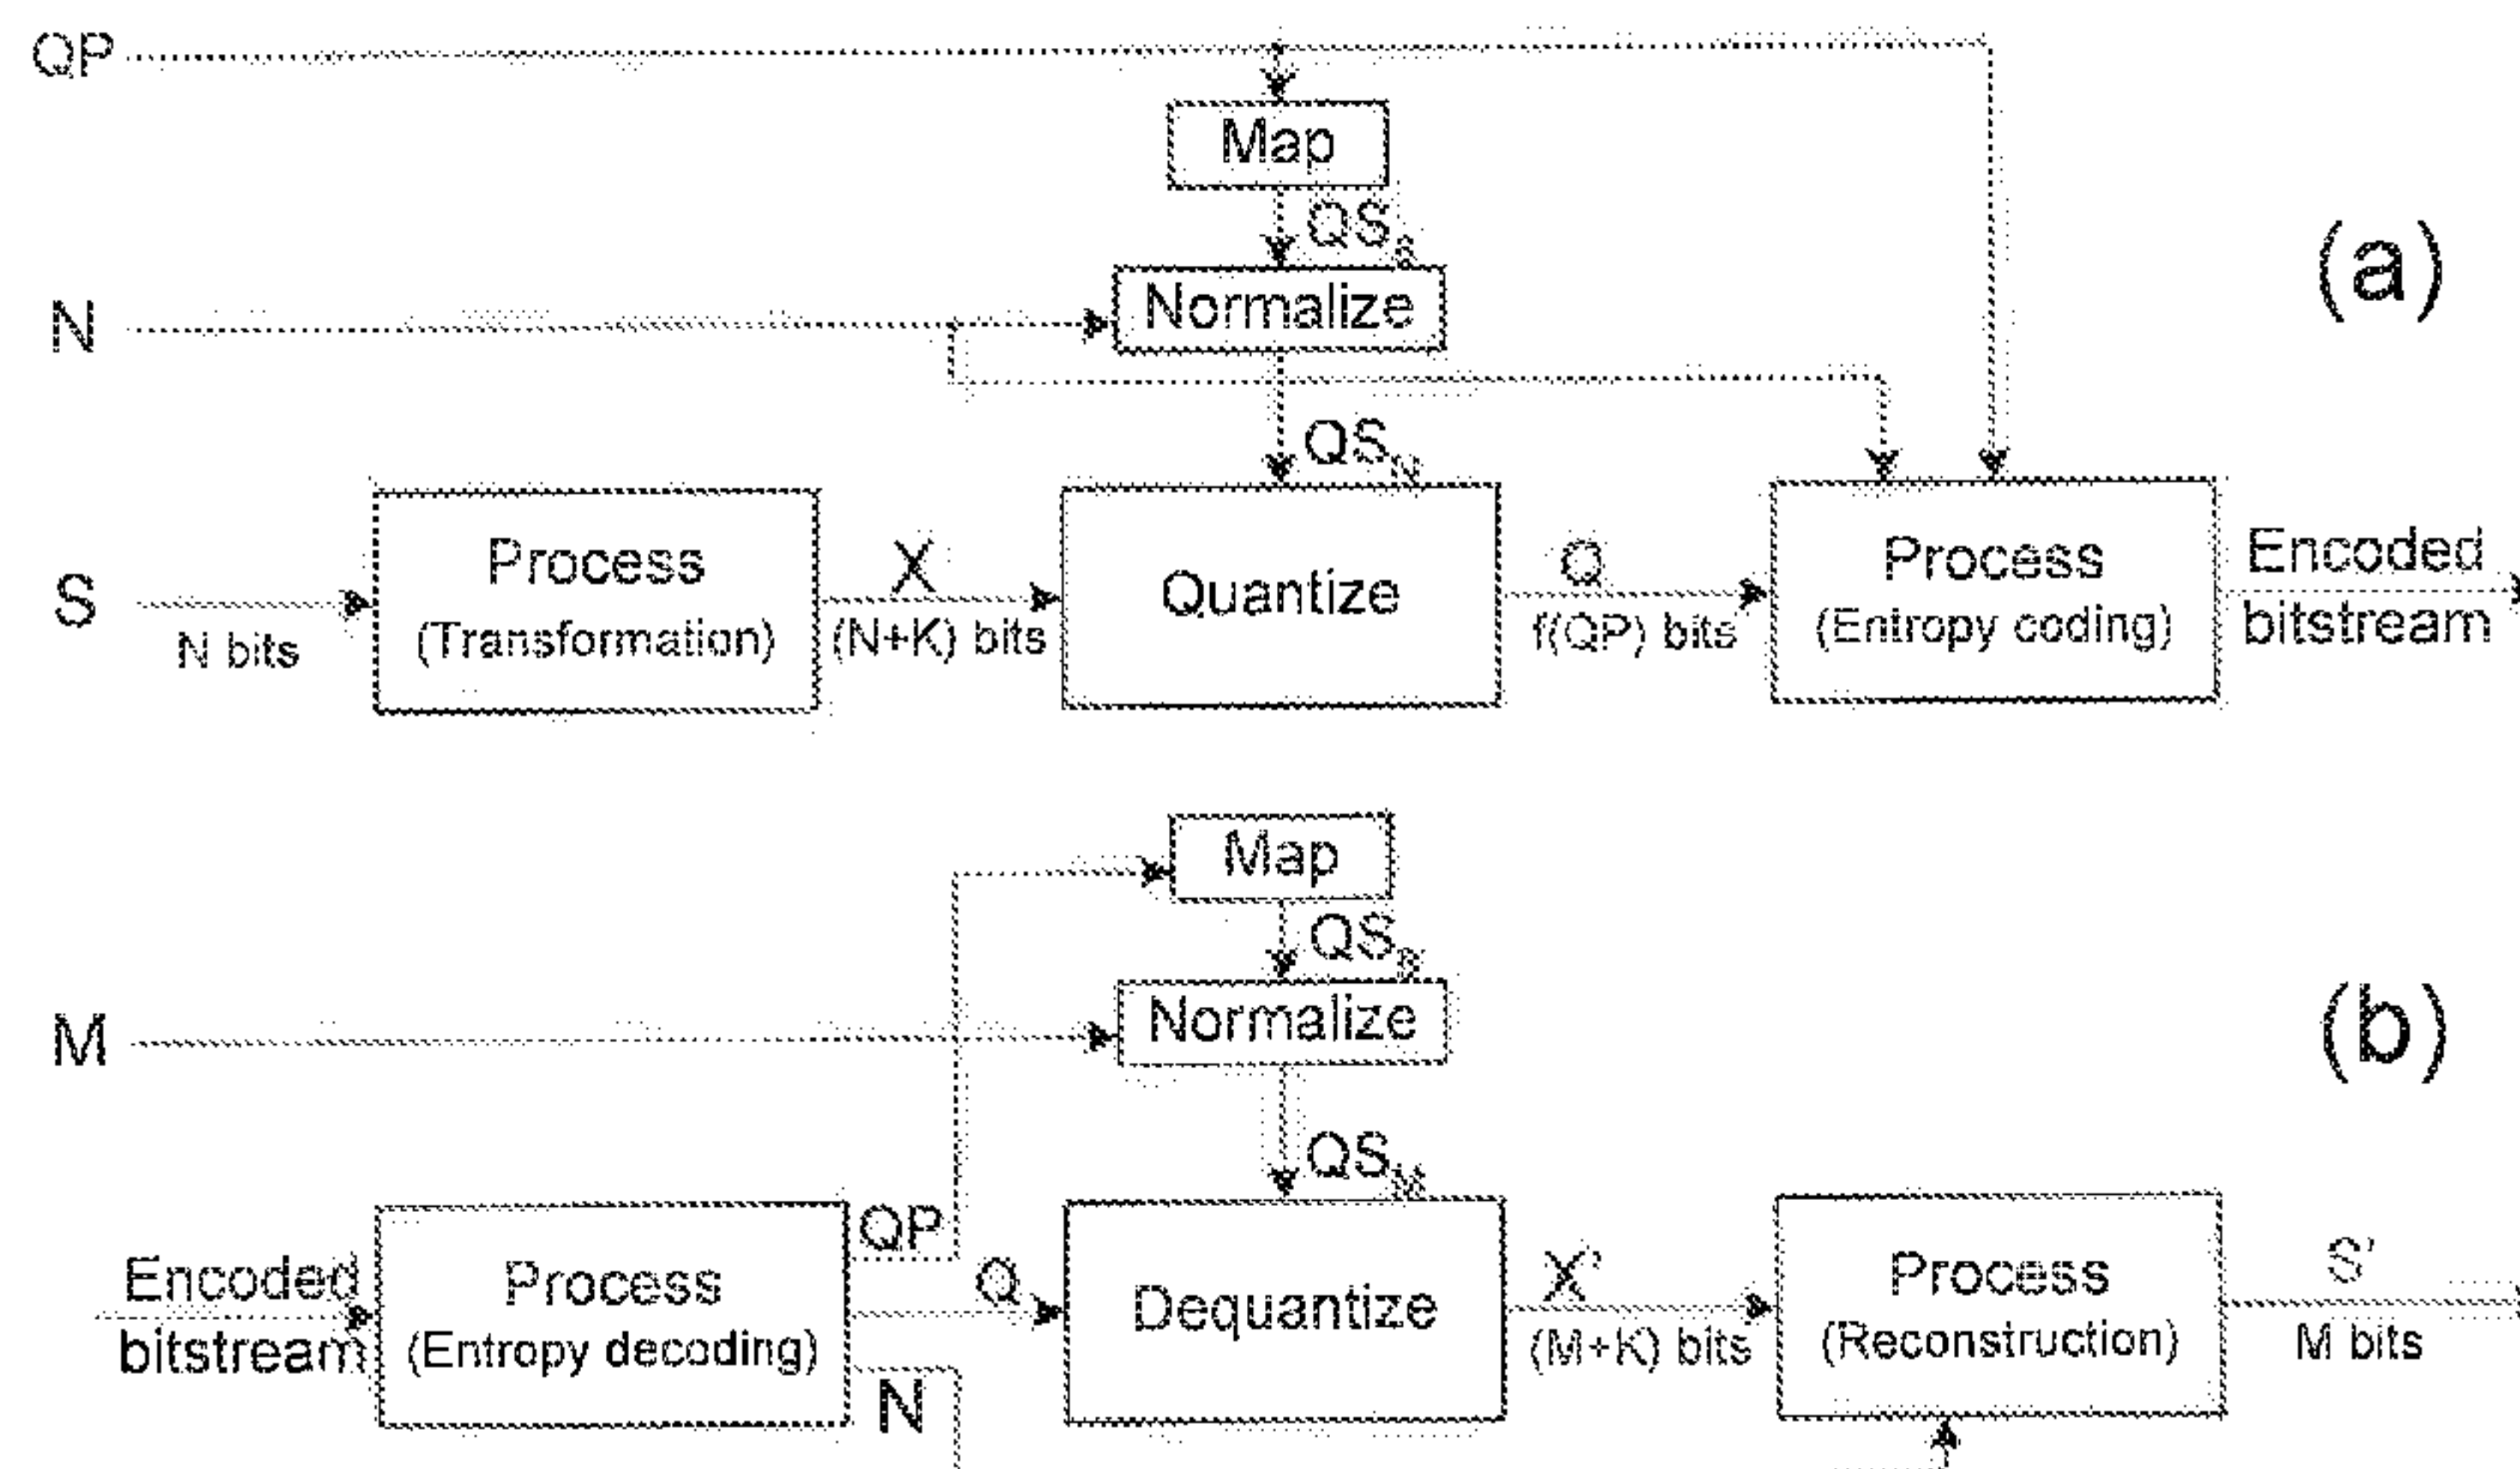 QP
Map
QS
N
Normalize
(a)
QS N
S
N bits
Process
(Transformation)
X
(N+K) bits
Quantize
Q
f(QP) bits
Process
(Entropy coding)
Encoded
bitstream
Map
QS
M
Normalize
(b)
QS M
Encoded
bitstream
Process
(Entropy decoding)
QP
Q
N
Dequantize
X'
(M+K) bits
Process
(Reconstruction)
S'
M bits